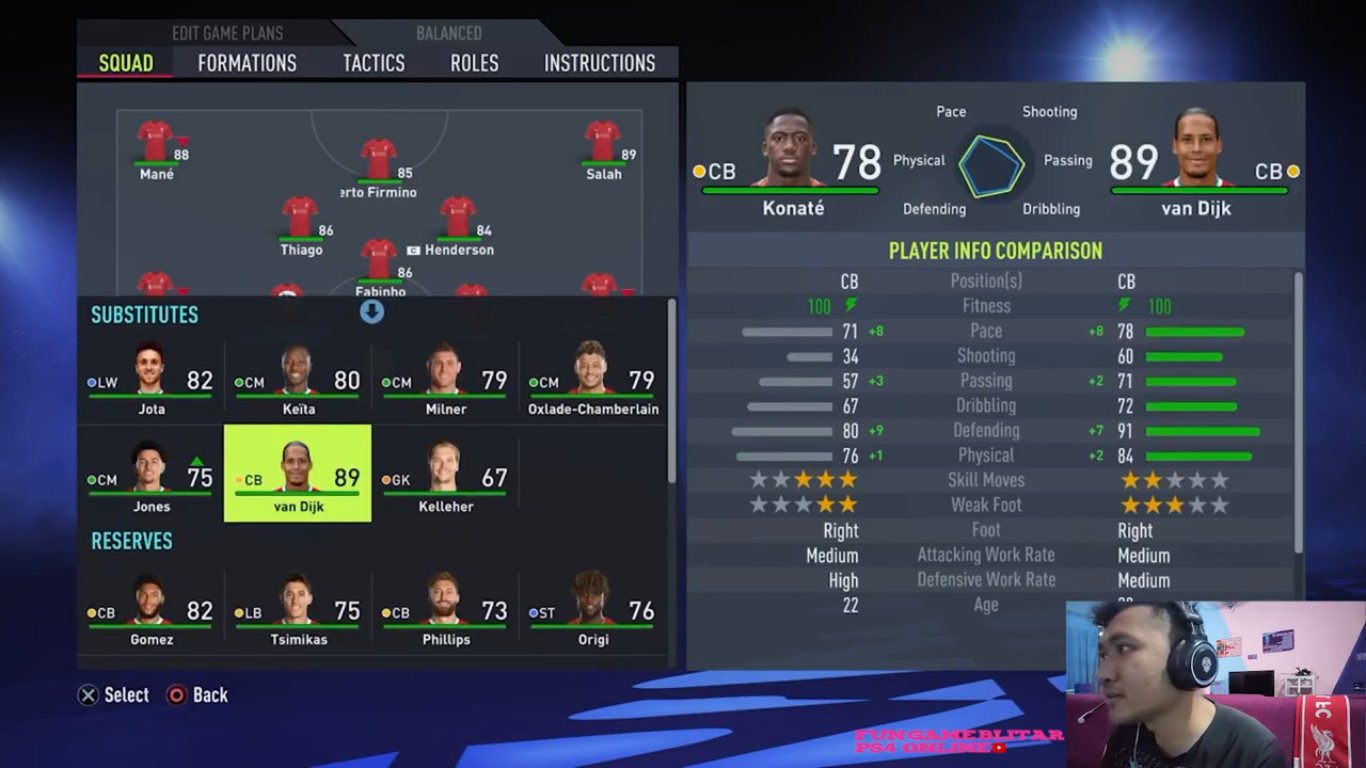 EDIT GAME PLANS
BALANCED
SQUAD FORMATIONS TACTICS ROLES INSTRUCTIONS
88
Mané
85
erto Firmino
89
Salah
86
Thiago
84
C Henderson
86
Fabinho
SUBSTITUTES
LW 82
Jota
CM 80
Keïta
CM 79
Milner
CM 79
Oxlade-Chamberlain
CM 75
Jones
CB 89
van Dijk
GK 67
Kelleher
RESERVES
CB 82
Gomez
LB 75
Tsimikas
CB 73
Phillips
ST 76
Origi
Select Back
CB 78
Konaté
Pace Shooting
Physical Passing
Defending Dribbling
89 CB
van Dijk
PLAYER INFO COMPARISON
CB Position(s) CB
100 Fitness 100
71 +8 Pace +8 78
34 Shooting 60
57 +3 Passing +2 71
67 Dribbling 72
80 +9 Defending +7 91
76 +1 Physical +2 84
Skill Moves
Weak Foot
Right Foot Right
Medium Attacking Work Rate Medium
High Defensive Work Rate Medium
22 Age
FUNGAMEBLITAR
PS4 ONLINE
FC